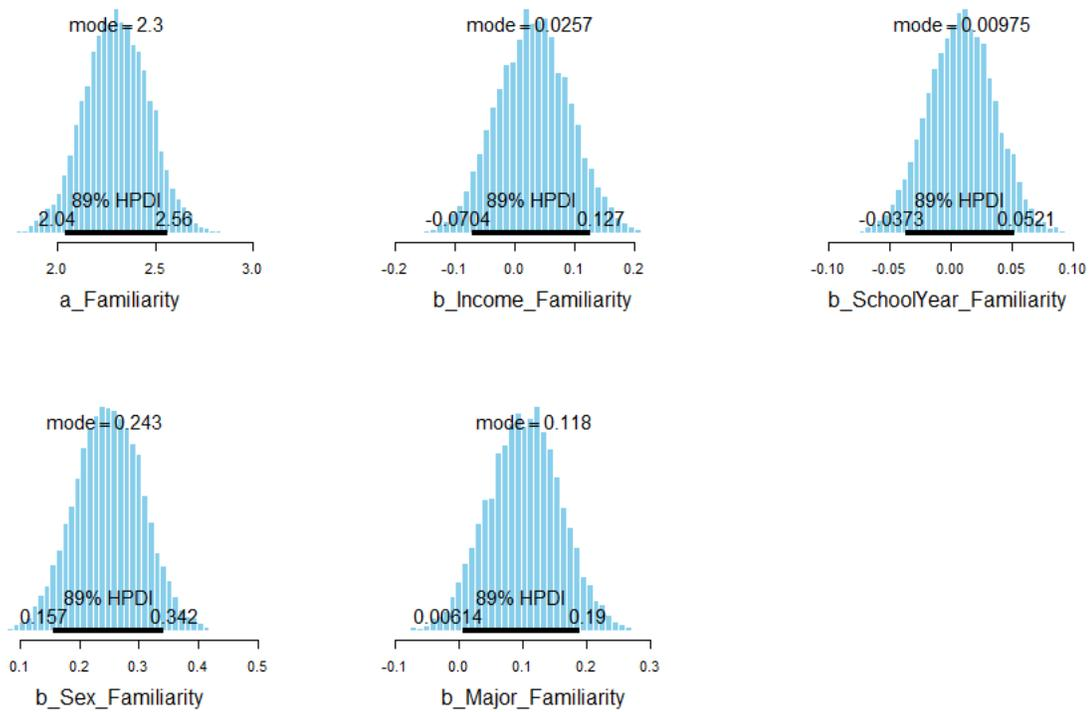 mode = 2.3
89% HPDI
2.04 2.56
2.0 2.5 3.0
a_Familiarity
mode = 0.0257
89% HPDI
-0.0704 0.127
-0.2 -0.1 0.0 0.1 0.2
b_Income_Familiarity
mode = 0.00975
89% HPDI
-0.0373 0.0521
-0.10 -0.05 0.00 0.05 0.10
b_SchoolYear_Familiarity
mode = 0.243
89% HPDI
0.157 0.342
0.1 0.2 0.3 0.4 0.5
b_Sex_Familiarity
mode = 0.118
89% HPDI
0.00614 0.19
-0.1 0.0 0.1 0.2 0.3
b_Major_Familiarity